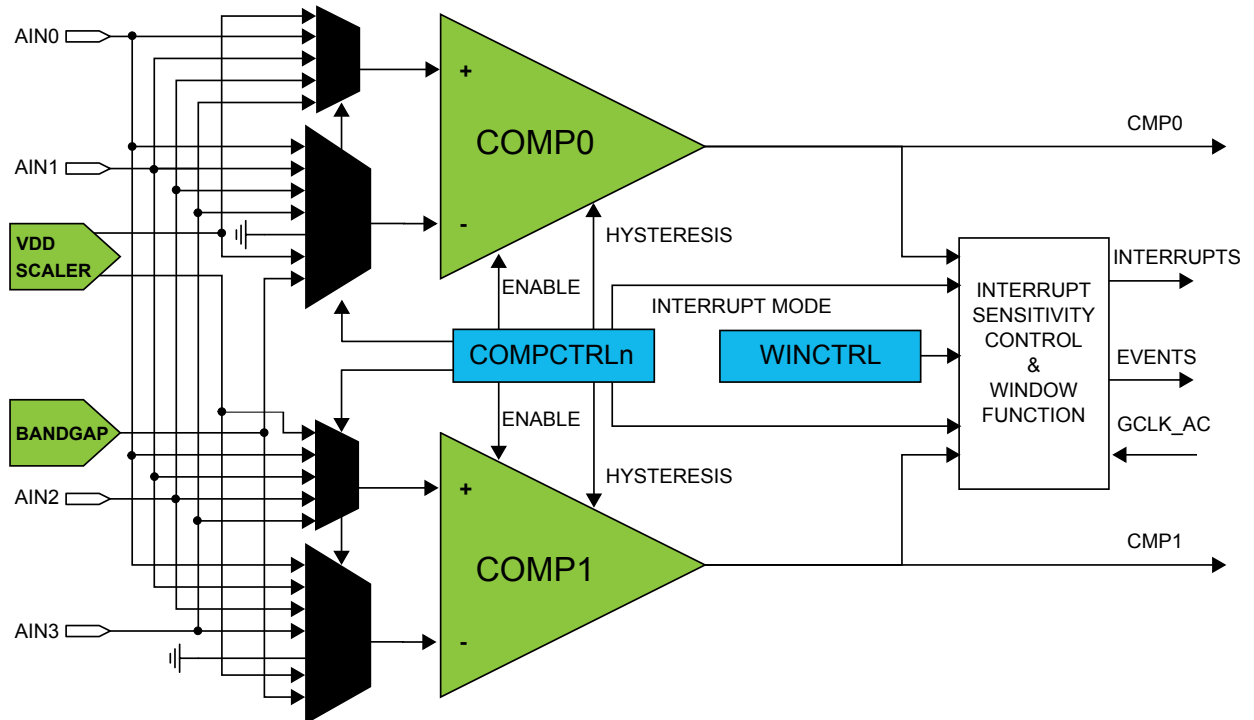 AIN0
+
COMP0
-
CMP0
AIN1
VDD
SCALER
HYSTERESIS
ENABLE
INTERRUPT MODE
COMPCTRLn
WINCTRL
INTERRUPT
SENSITIVITY
CONTROL
&
WINDOW
FUNCTION
INTERRUPTS
EVENTS
GCLK_AC
BANDGAP
ENABLE
HYSTERESIS
AIN2
+
COMP1
-
CMP1
AIN3